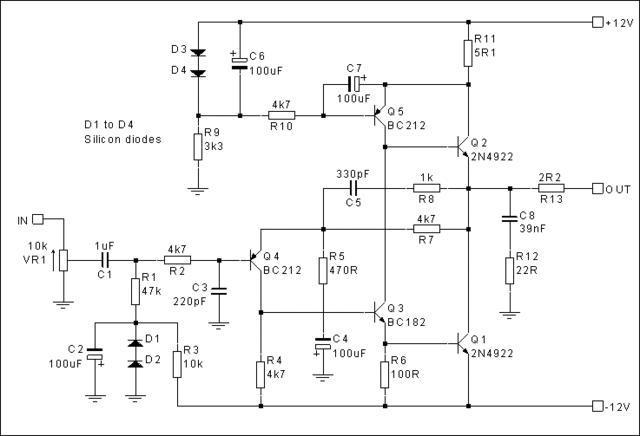 +12V
R11
5R1
D3
D4
C6
+
100uF
C7
+
100uF
4k7
R10
Q5
BC212
D1 to D4
Silicon diodes
R9
3k3
Q2
2N4922
330pF
C5
1k
R8
2R2
R13
OUT
IN
C8
39nF
10k
VR1
1uF
C1
4k7
R2
Q4
BC212
R5
470R
4k7
R7
R12
22R
R1
47k
C3
220pF
Q3
BC182
C2
100uF
+
D1
D2
R3
10k
R4
4k7
C4
100uF
+
R6
100R
Q1
2N4922
-12V